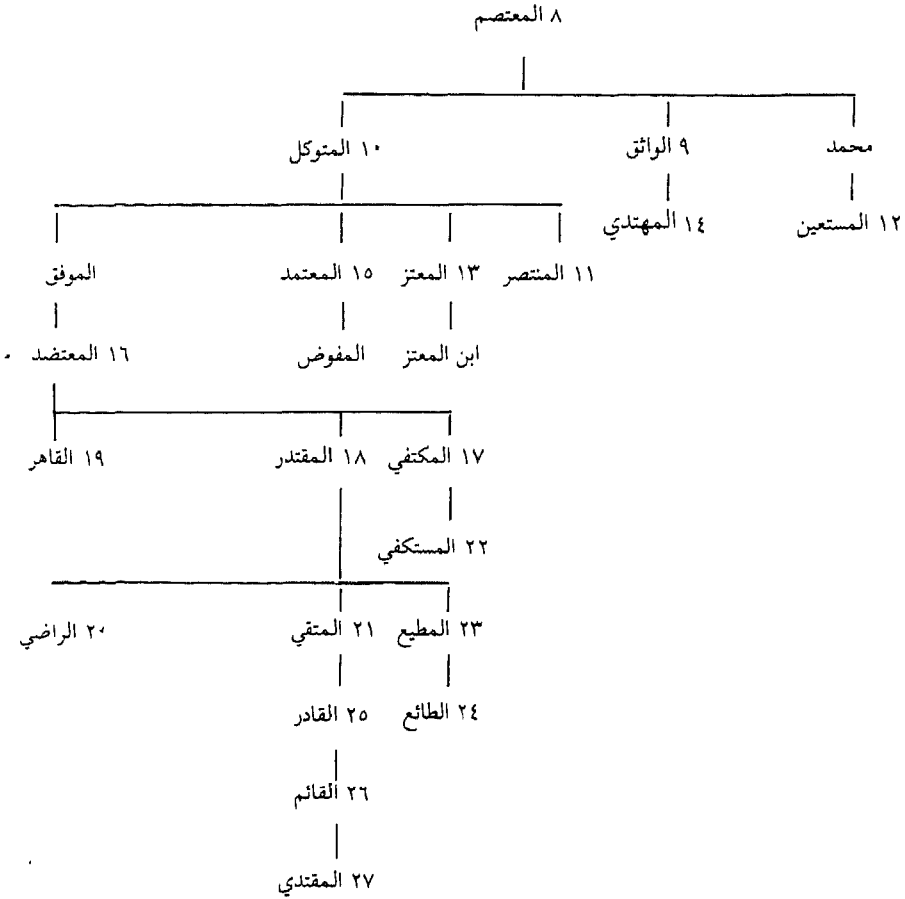 ٨ المعتصم
محمد
٩ الواثق
١٠ المتوكل
١٢ المستعين
١٤ المهتدي
١١ المنتصر
١٣ المعتز
١٥ المعتمد
الموفق
ابن المعتز
المفوض
١٦ المعتضد
١٧ المكتفي
١٨ المقتدر
١٩ القاهر
٢٢ المستكفي
٢٣ المطيع
٢١ المتقي
٢٠ الراضي
٢٤ الطائع
٢٥ القادر
٢٦ القائم
٢٧ المقتدي